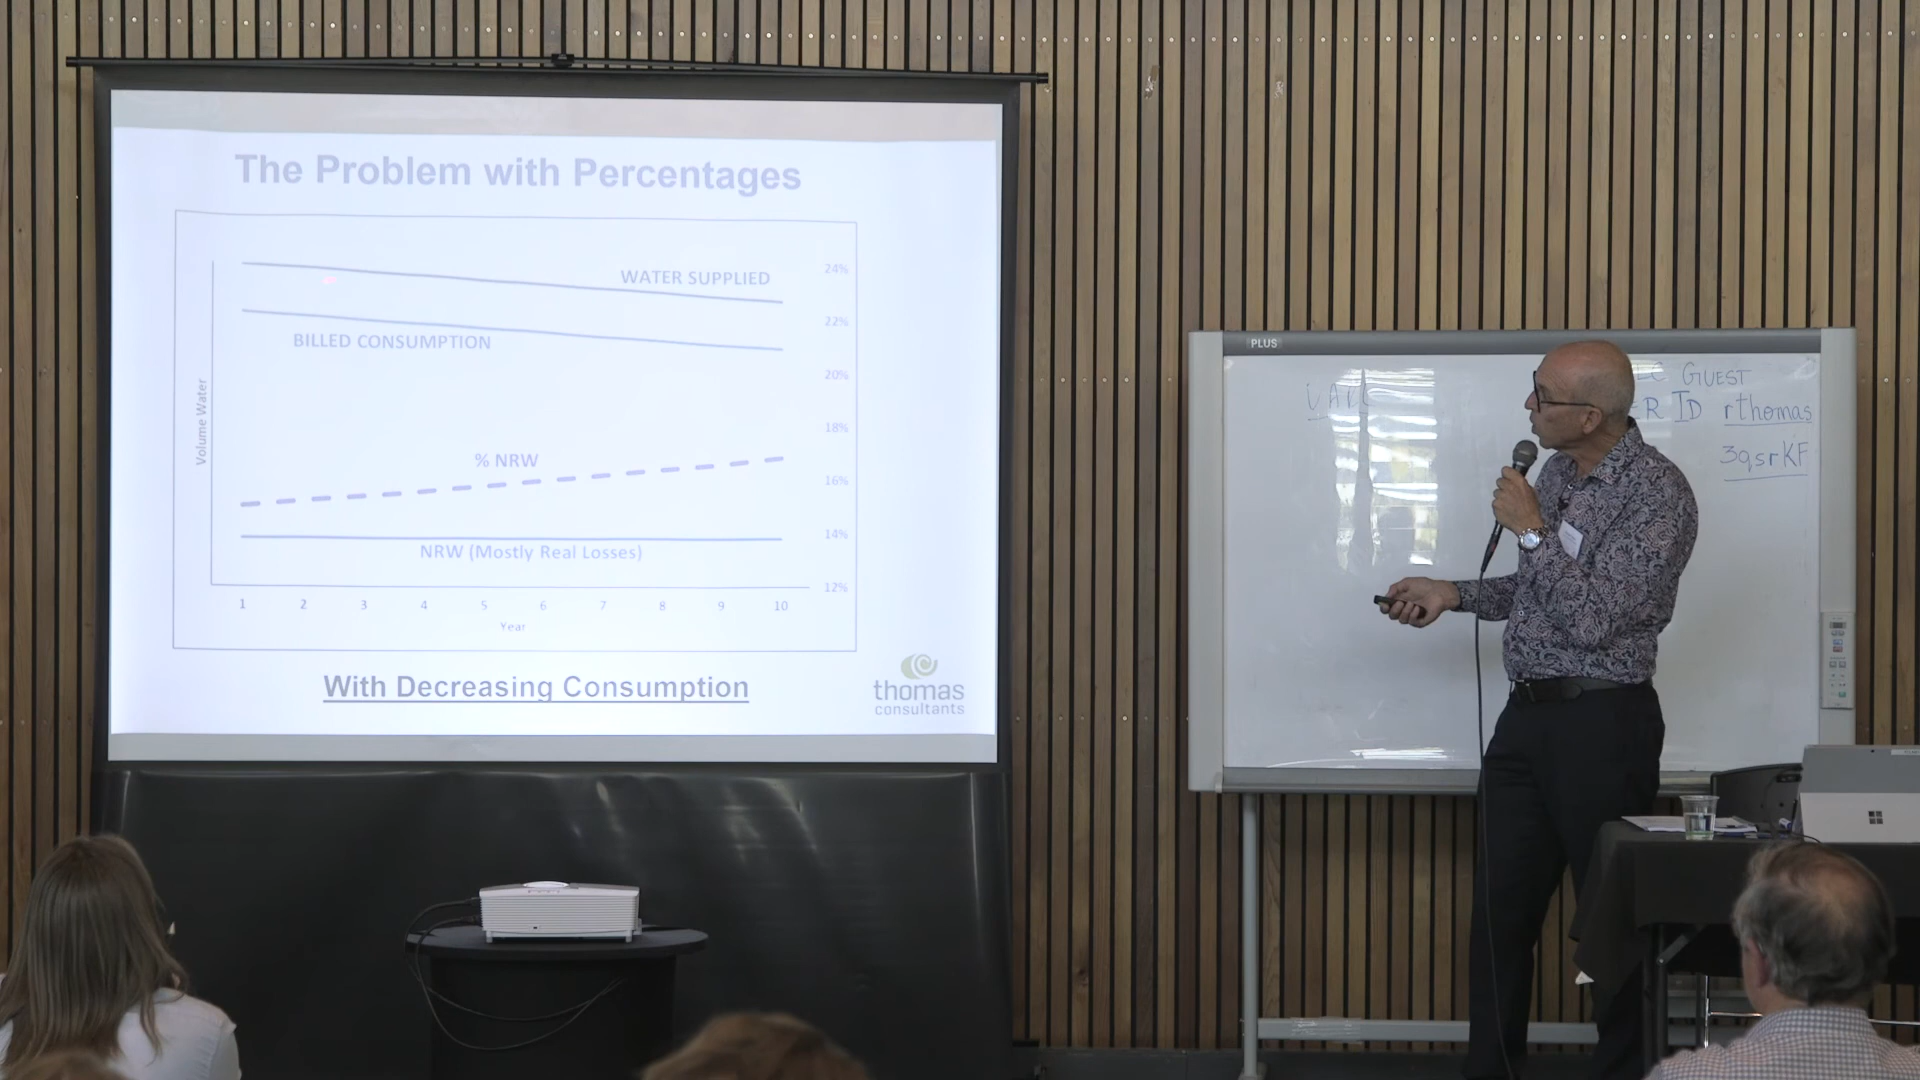 The Problem with Percentages
24%
WATER SUPPLIED
22%
BILLED CONSUMPTION
20%
Volume Water
18%
% NRW
16%
14%
NRW (Mostly Real Losses)
12%
1 2 3 4 5 6 7 8 9 10
Year
With Decreasing Consumption
thomas
consultants
PLUS
GUEST
ID rthomas